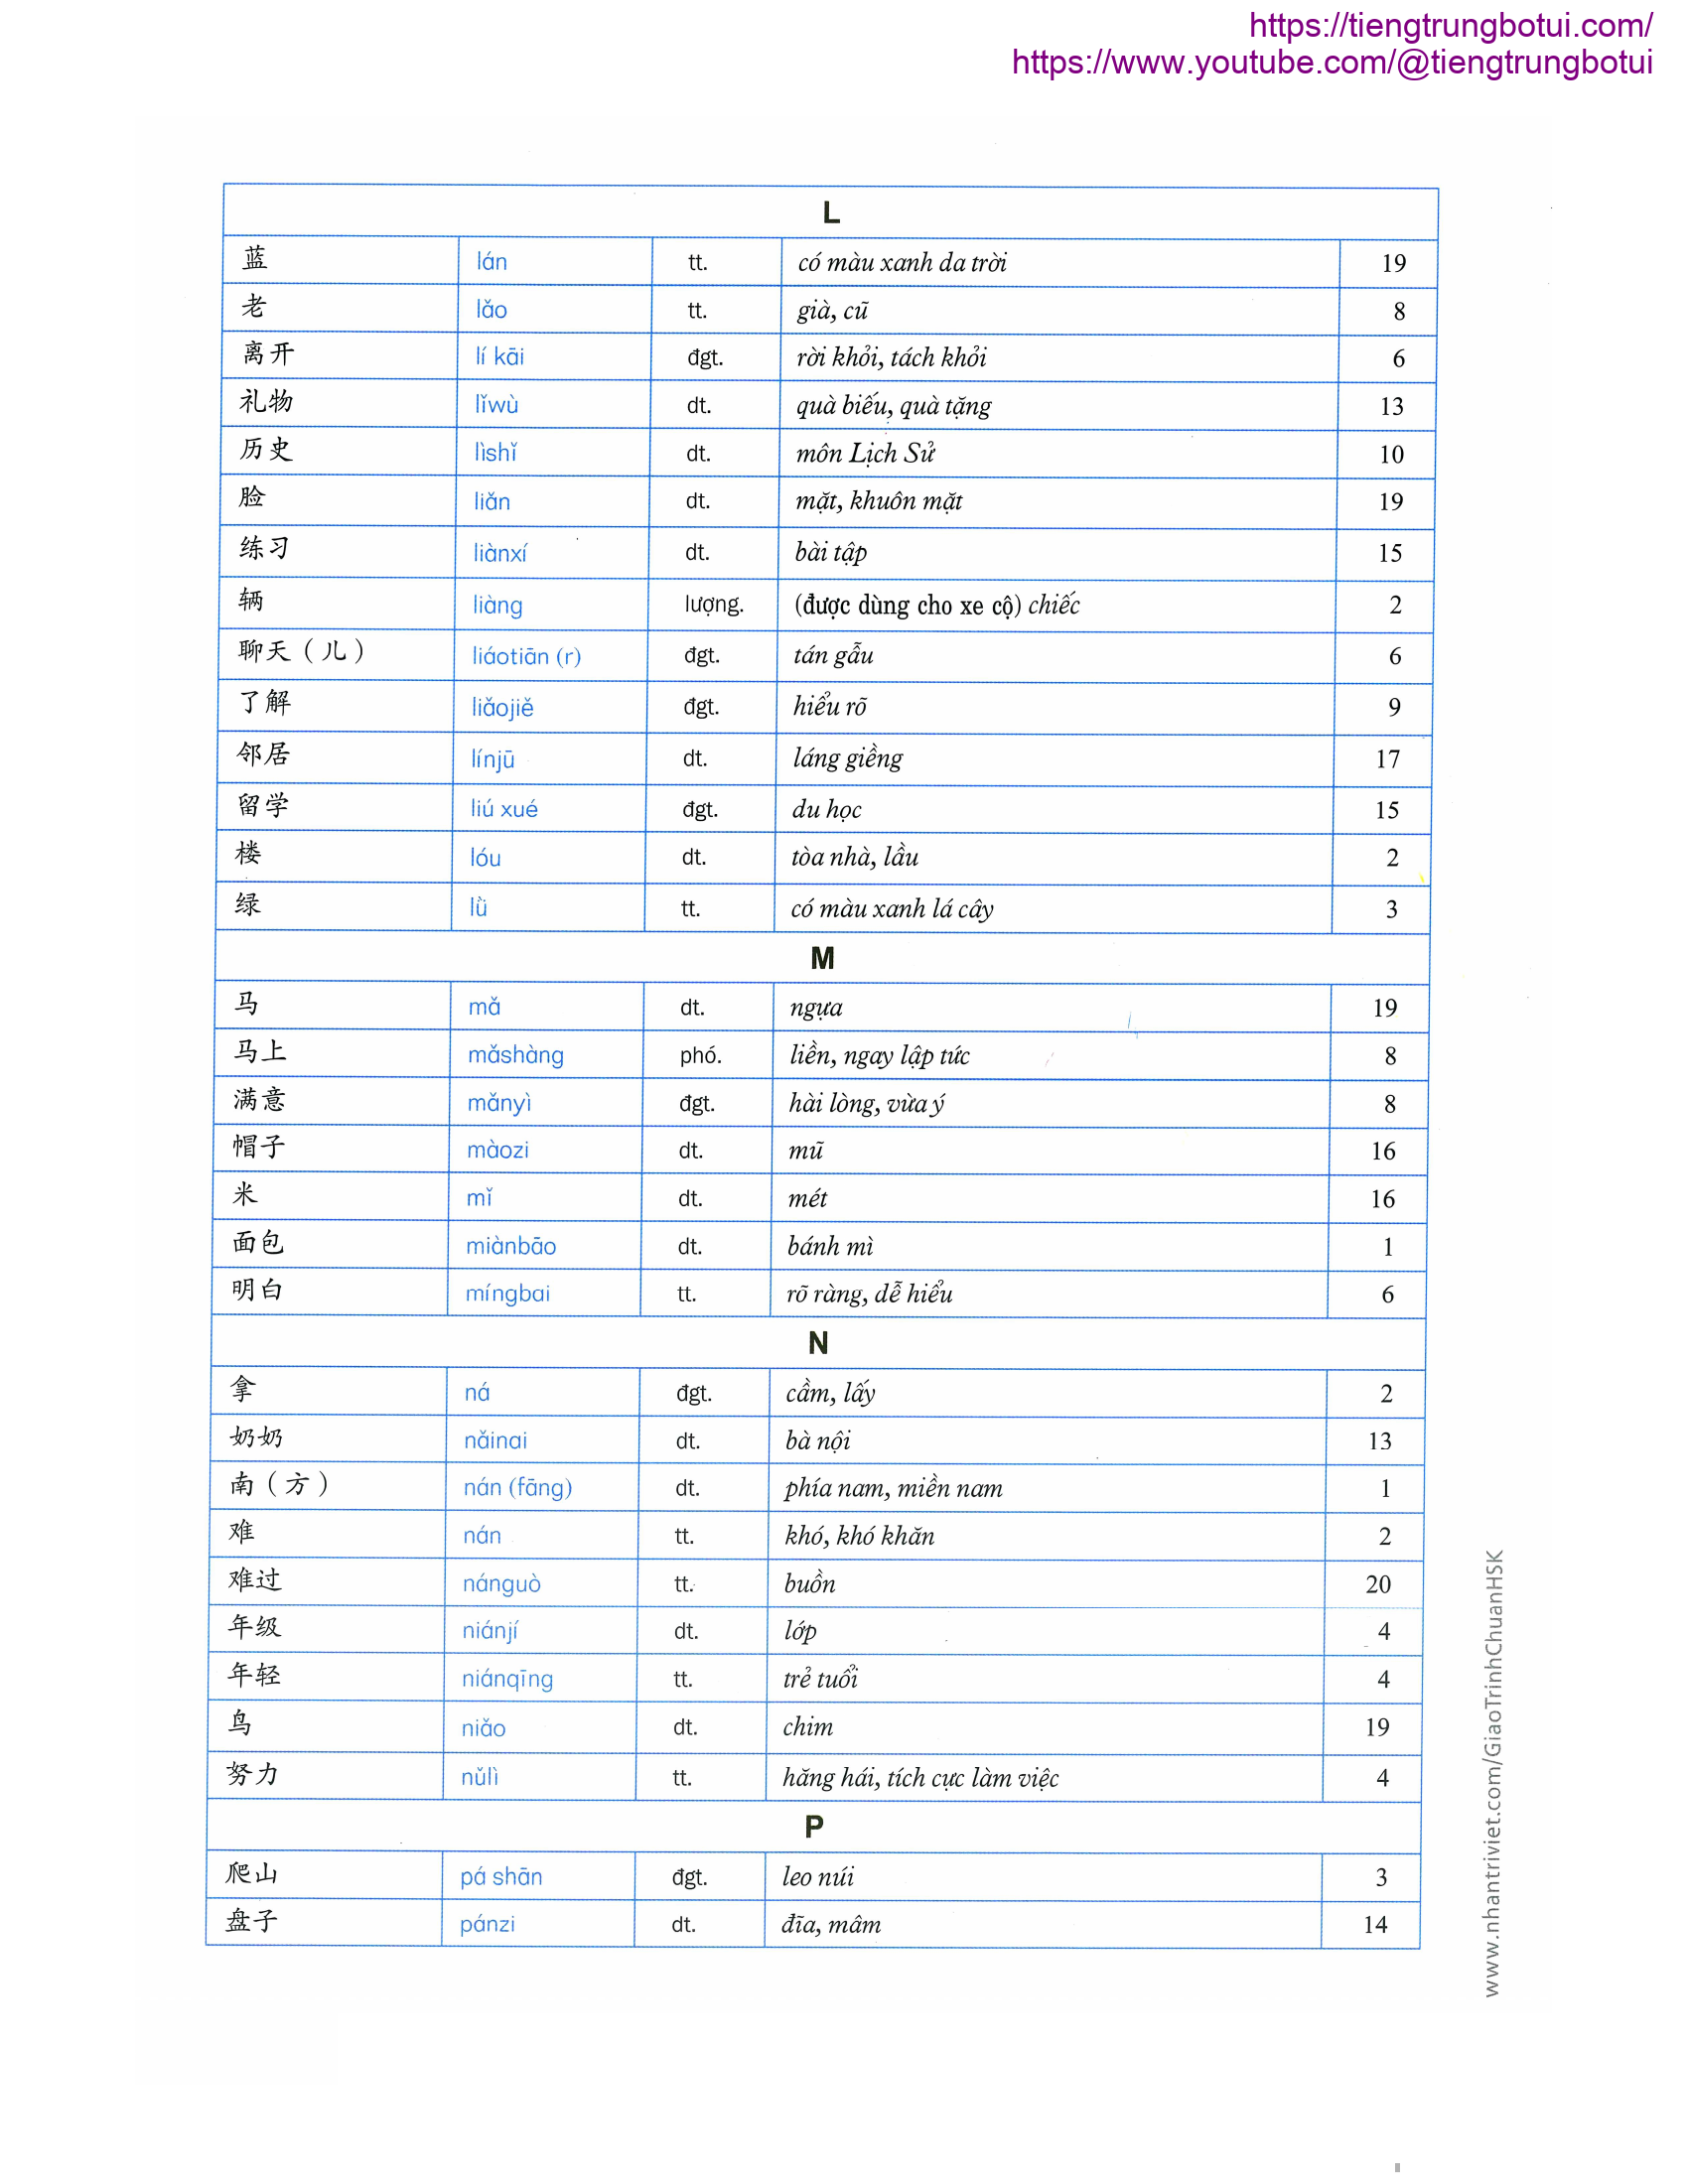 https://tiengtrungbotui.com/
https://www.youtube.com/@tiengtrungbotui
L
蓝 lán tt. có màu xanh da trời 19
老 lǎo tt. già, cũ 8
离开 lí kāi đgt. rời khỏi, tách khỏi 6
礼物 lǐwù dt. quà biếu, quà tặng 13
历史 lìshǐ dt. môn Lịch Sử 10
脸 liǎn dt. mặt, khuôn mặt 19
练习 liànxí dt. bài tập 15
辆 liàng lượng. (được dùng cho xe cộ) chiếc 2
聊天（儿） liáotiān (r) đgt. tán gẫu 6
了解 liǎojiě đgt. hiểu rõ 9
邻居 línjū dt. láng giềng 17
留学 liú xué đgt. du học 15
楼 lóu dt. tòa nhà, lầu 2
绿 lǜ tt. có màu xanh lá cây 3
M
马 mǎ dt. ngựa 19
马上 mǎshàng phó. liền, ngay lập tức 8
满意 mǎnyì đgt. hài lòng, vừa ý 8
帽子 màozi dt. mũ 16
米 mǐ dt. mét 16
面包 miànbāo dt. bánh mì 1
明白 míngbai tt. rõ ràng, dễ hiểu 6
N
拿 ná đgt. cầm, lấy 2
奶奶 nǎinai dt. bà nội 13
南（方） nán (fāng) dt. phía nam, miền nam 1
难 nán tt. khó, khó khăn 2
难过 nánguò tt. buồn 20
年级 niánjí dt. lớp 4
年轻 niánqīng tt. trẻ tuổi 4
鸟 niǎo dt. chim 19
努力 nǔlì tt. hăng hái, tích cực làm việc 4
P
爬山 pá shān đgt. leo núi 3
盘子 pánzi dt. đĩa, mâm 14
www.nhantriviet.com/GiaoTrinhChuanHSK